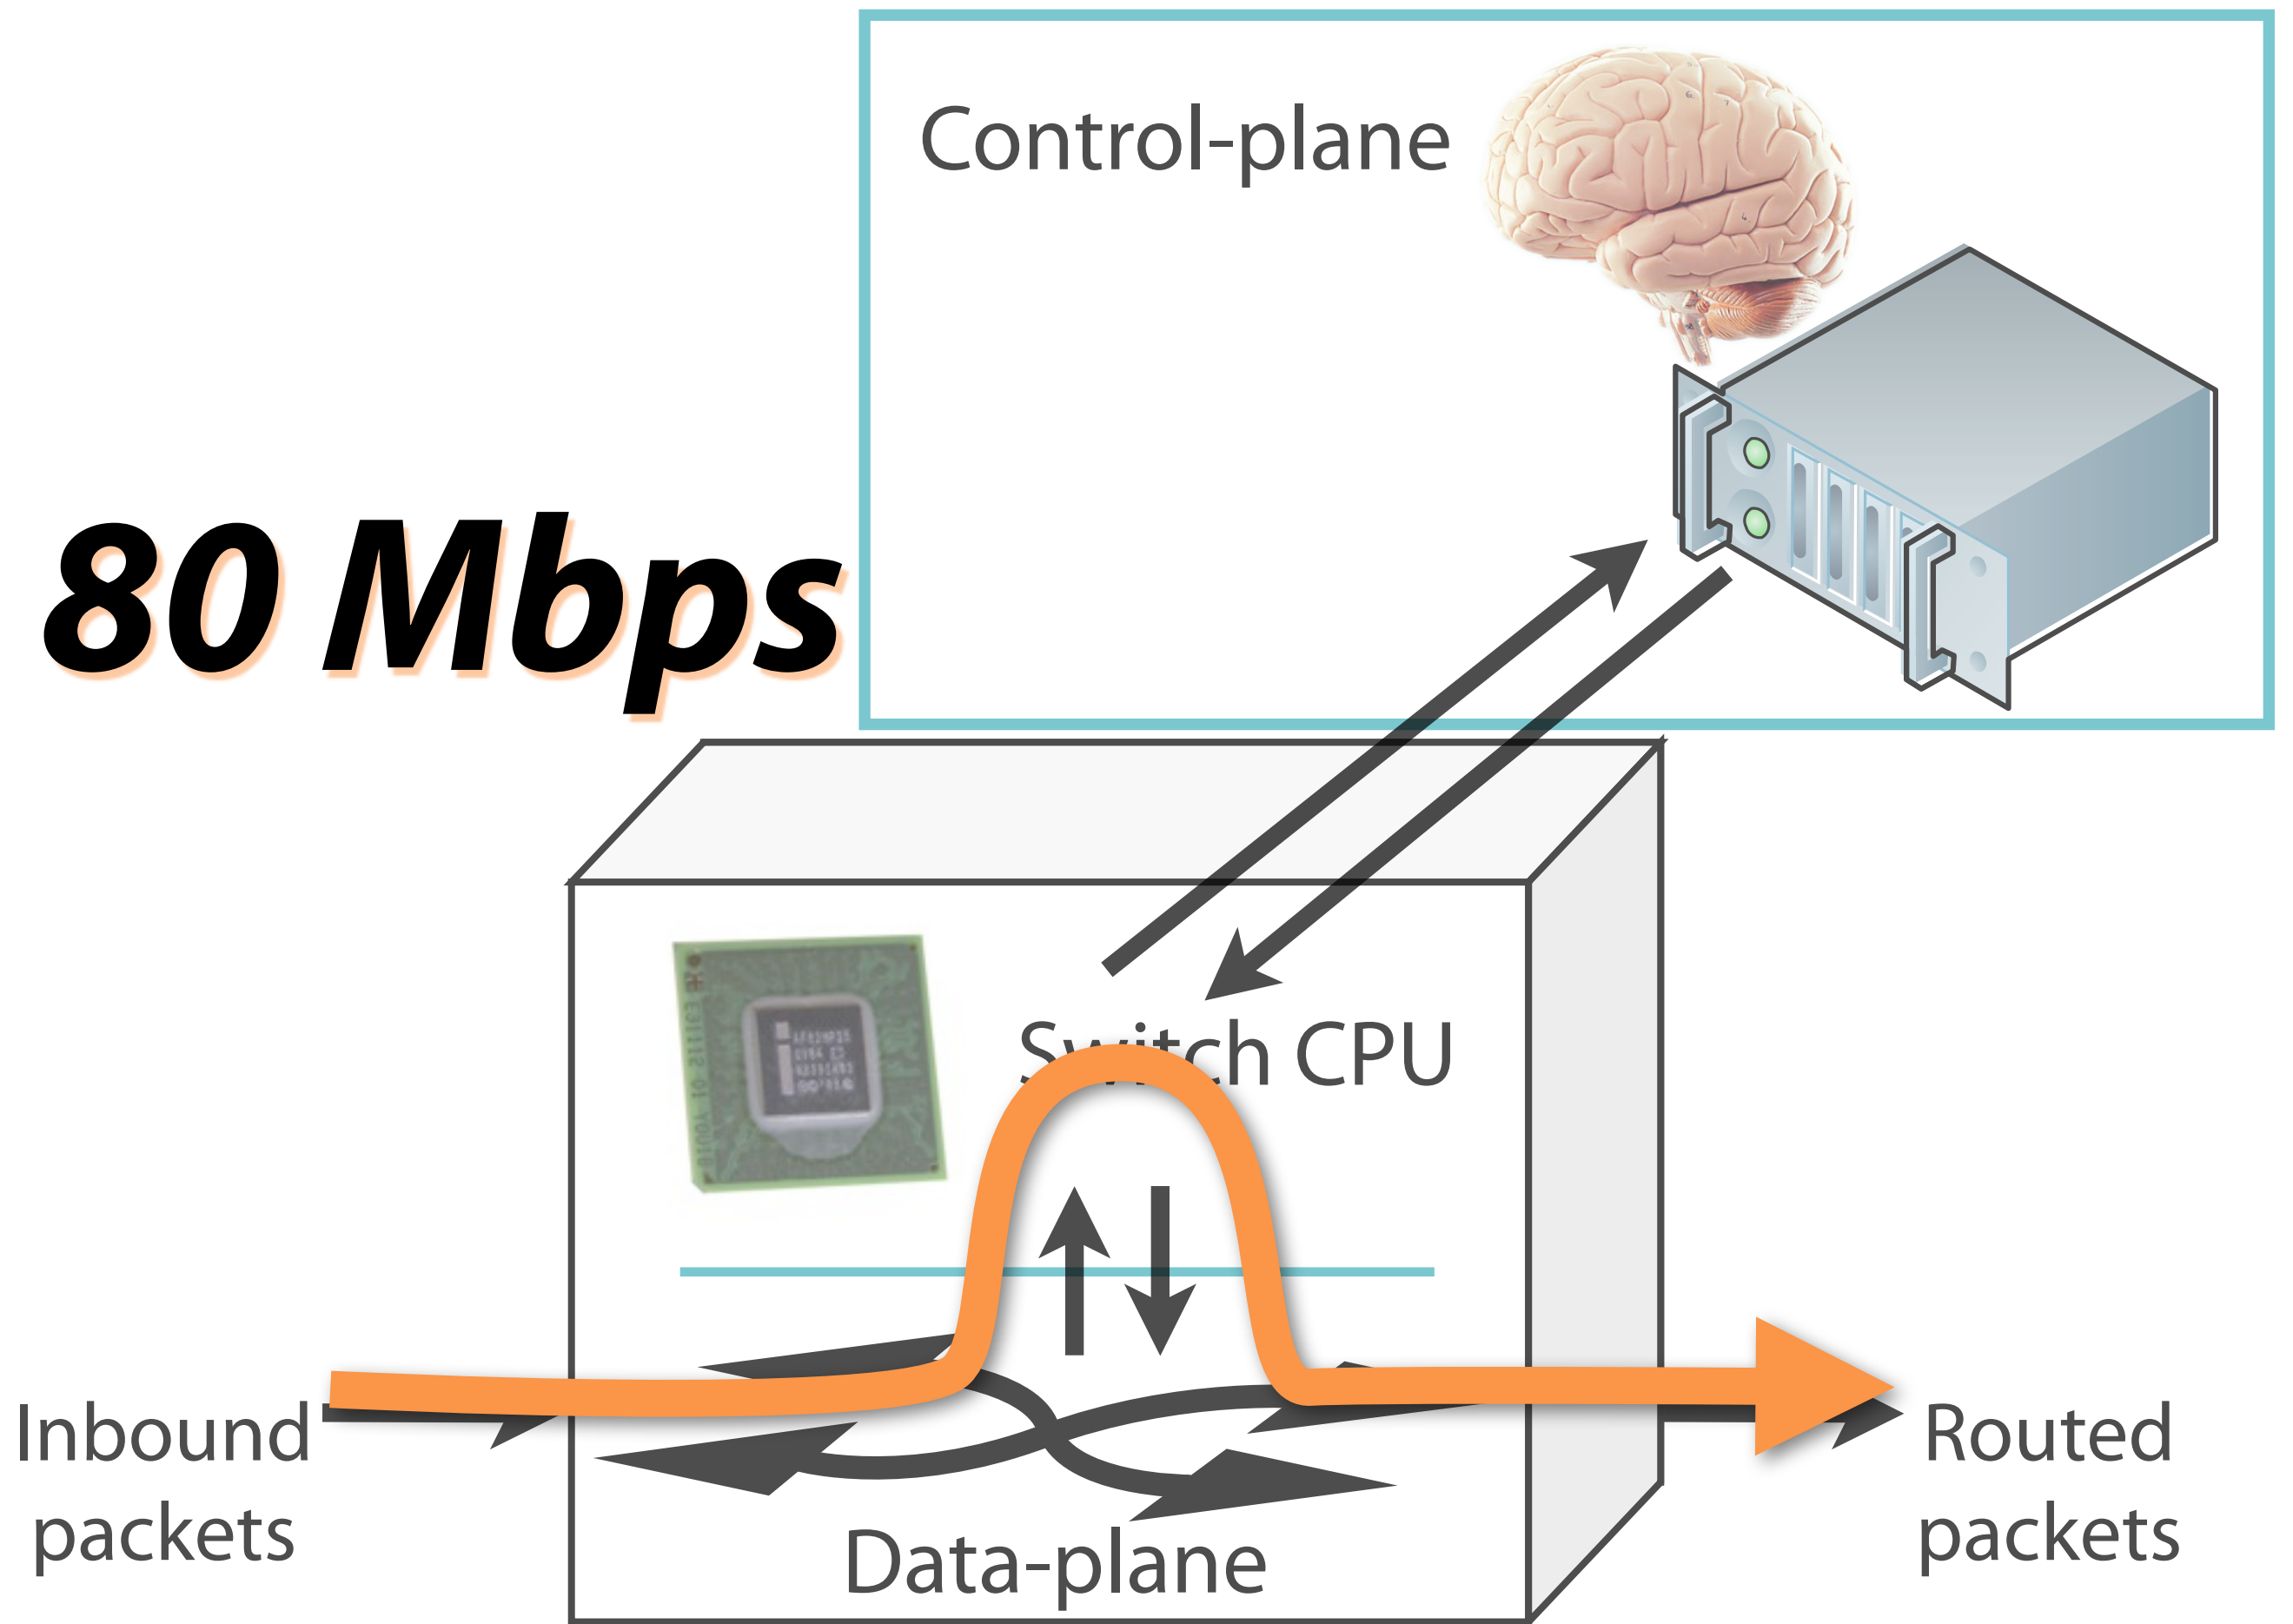 Control-plane
80 Mbps
Switch CPU
Inbound
packets
Routed
packets
Data-plane